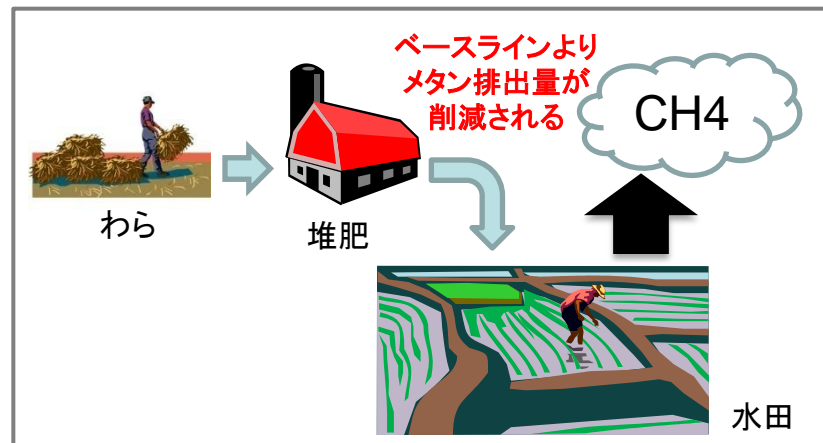 ベースラインより
メタン排出量が
削減される
CH4
わら
堆肥
水田